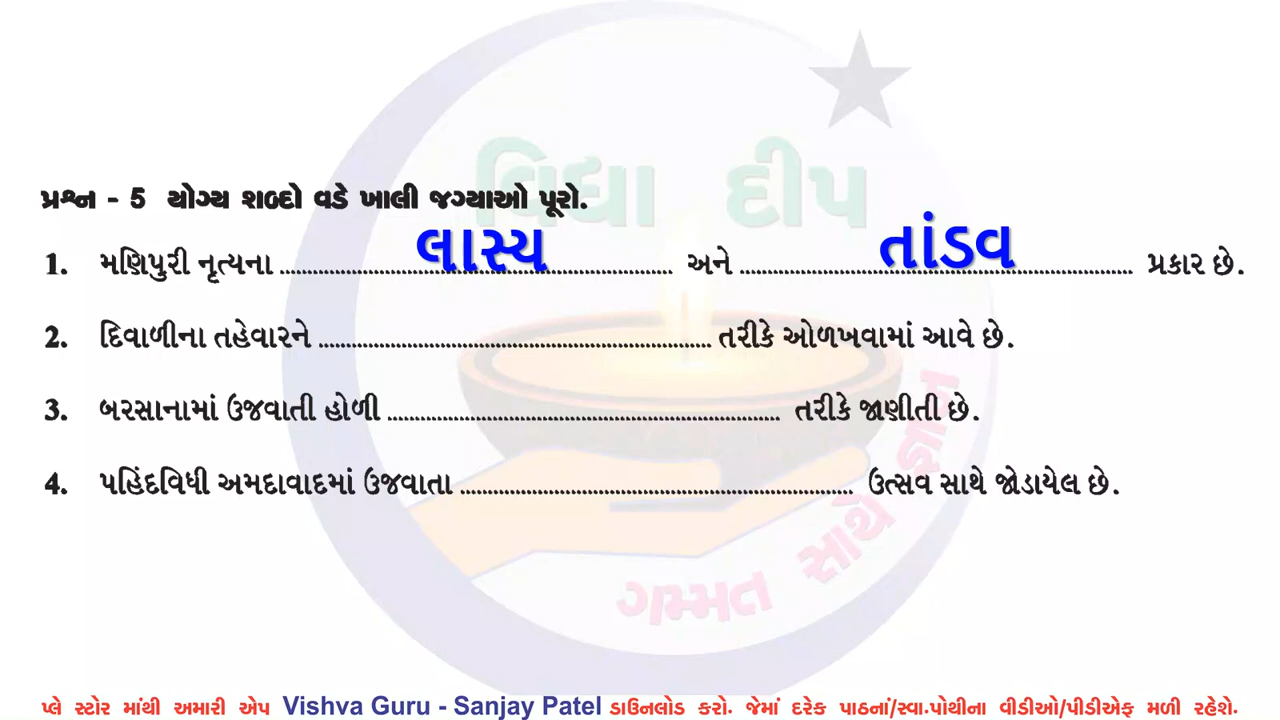 વિદ્યા દીપ
પ્રશ્ન - 5 યોગ્ય શબ્દો વડે ખાલી જગ્યાઓ પૂરો.
1. મણિપુરી નૃત્યના ....... લાસ્ય ....... અને ....... તાંડવ ....... પ્રકાર છે.
2. દિવાળીના તહેવારને .............. તરીકે ઓળખવામાં આવે છે.
3. બરસાનામાં ઉજવાતી હોળી .............. તરીકે જાણીતી છે.
4. પહિંદવિધી અમદાવાદમાં ઉજવાતા .............. ઉત્સવ સાથે જોડાયેલ છે.
ગમ્મત સાથે જ્ઞાન
પ્લે સ્ટોર માંથી અમારી એપ Vishva Guru - Sanjay Patel ડાઉનલોડ કરો. જેમાં દરેક પાઠનાં/સ્વા.પોથીના વીડીઓ/પીડીએફ મળી રહેશે.